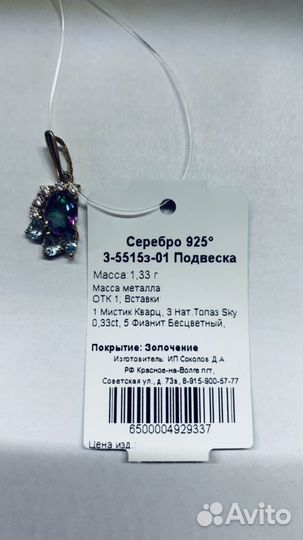 Серебро 925°
3-5515з-01 Подвеска
Масса:1,33 г
Масса металла
ОТК 1; Вставки:
1 Мистик Кварц, 3 Нат.Топаз Sky
0,33ct, 5 Фианит Бесцветный,
Покрытие: Золочение
Изготовитель: ИП Соколов Д.А.
РФ.Красное-на-Волге пгт,
Советская ул., д. 73в, 8-915-900-57-77
6500004929337
Цена изд.
Avito